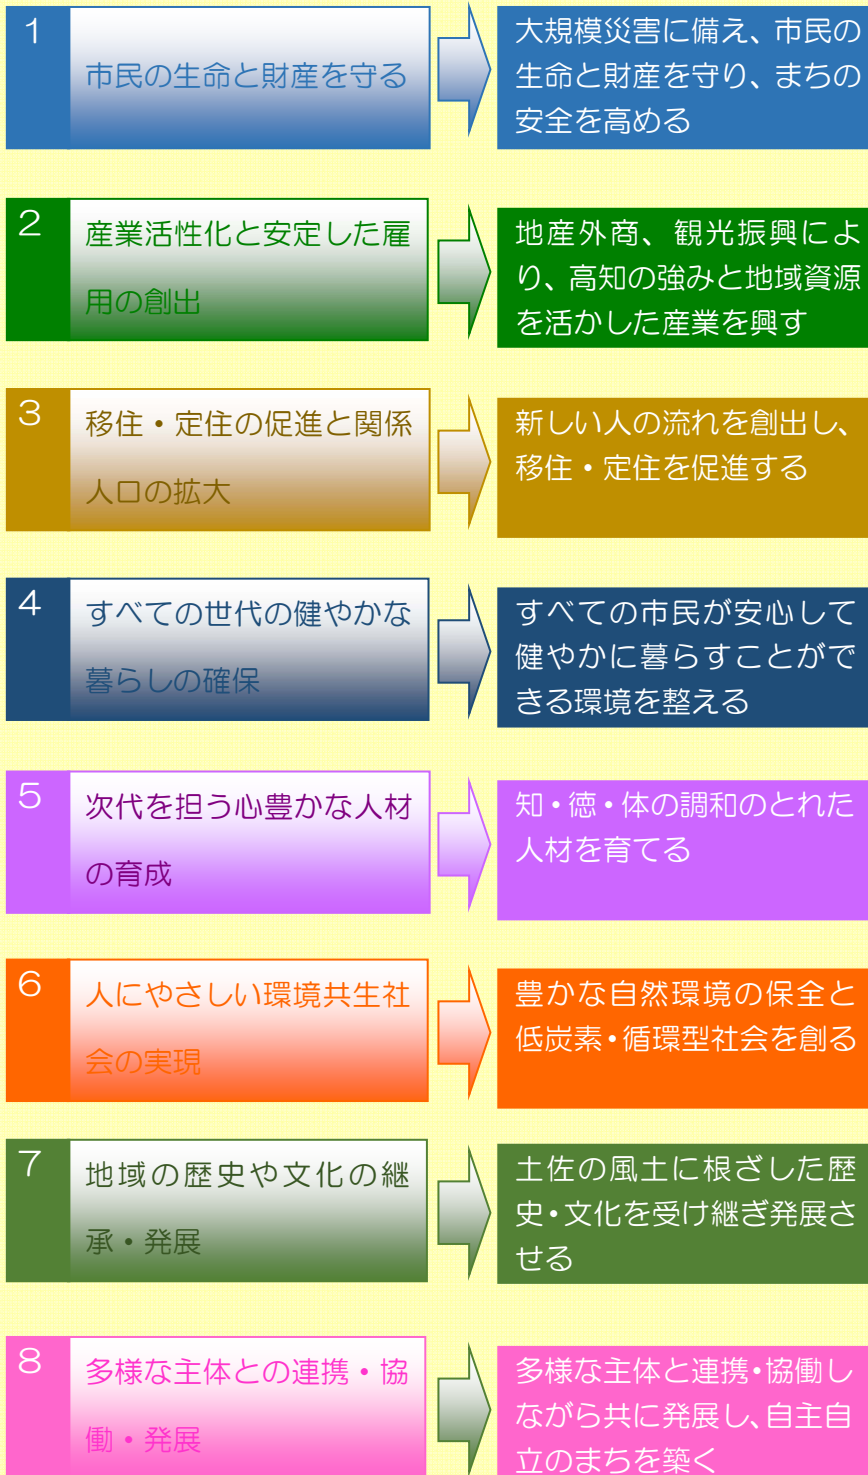 1
市民の生命と財産を守る
大規模災害に備え、市民の
生命と財産を守り、まちの
安全を高める
2
産業活性化と安定した雇
用の創出
地産外商、観光振興によ
り、高知の強みと地域資源
を活かした産業を興す
3
移住・定住の促進と関係
人口の拡大
新しい人の流れを創出し、
移住・定住を促進する
4
すべての世代の健やかな
暮らしの確保
すべての市民が安心して
健やかに暮らすことがで
きる環境を整える
5
次代を担う心豊かな人材
の育成
知・徳・体の調和のとれた
人材を育てる
6
人にやさしい環境共生社
会の実現
豊かな自然環境の保全と
低炭素・循環型社会を創る
7
地域の歴史や文化の継
承・発展
土佐の風土に根ざした歴
史・文化を受け継ぎ発展さ
せる
8
多様な主体との連携・協
働・発展
多様な主体と連携・協働し
ながら共に発展し、自主自
立のまちを築く